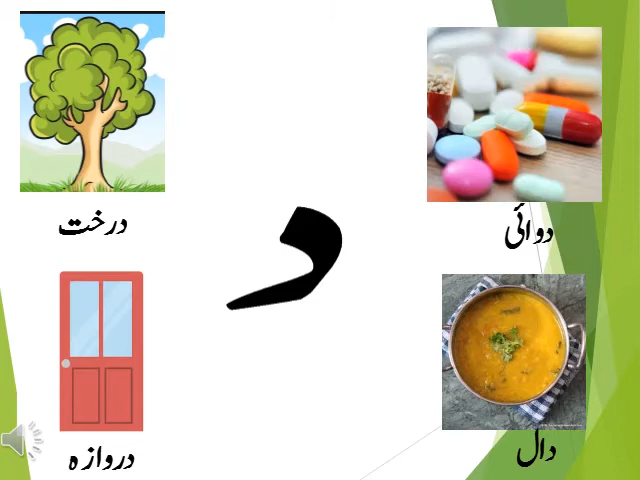 دوائی
درخت
د
دال
دروازہ